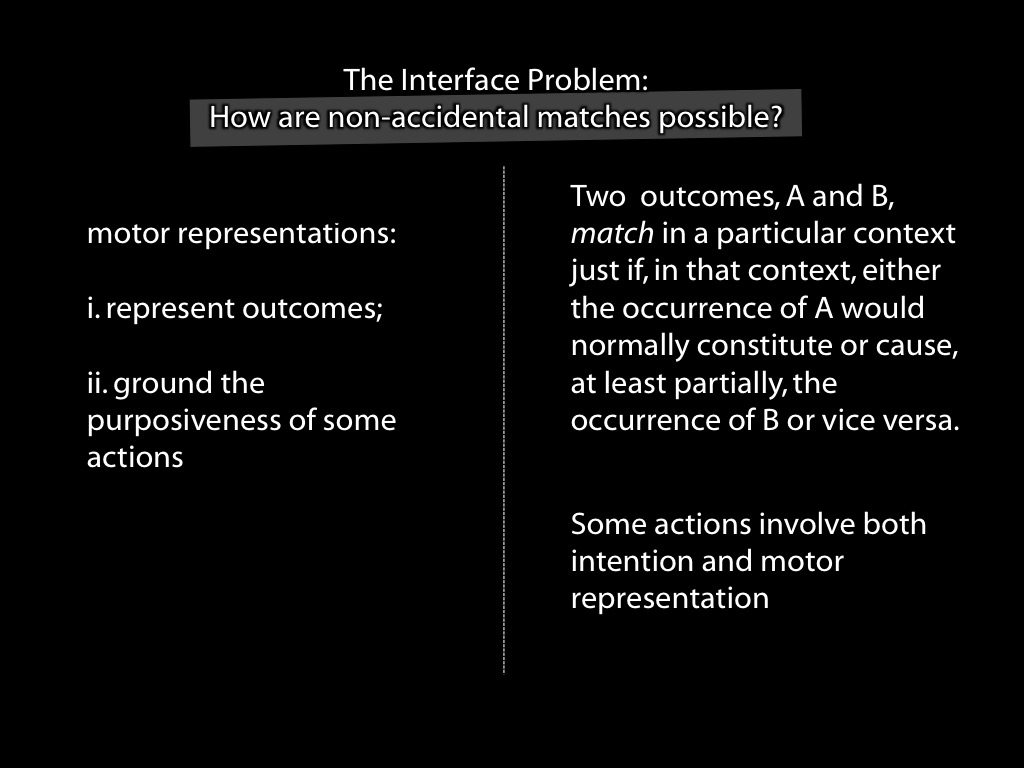 The Interface Problem:
How are non-accidental matches possible?
motor representations:
i. represent outcomes;
ii. ground the
purposiveness of some
actions
Two  outcomes, A and B,
match in a particular context
just if, in that context, either
the occurrence of A would
normally constitute or cause,
at least partially, the
occurrence of B or vice versa.
Some actions involve both
intention and motor
representation